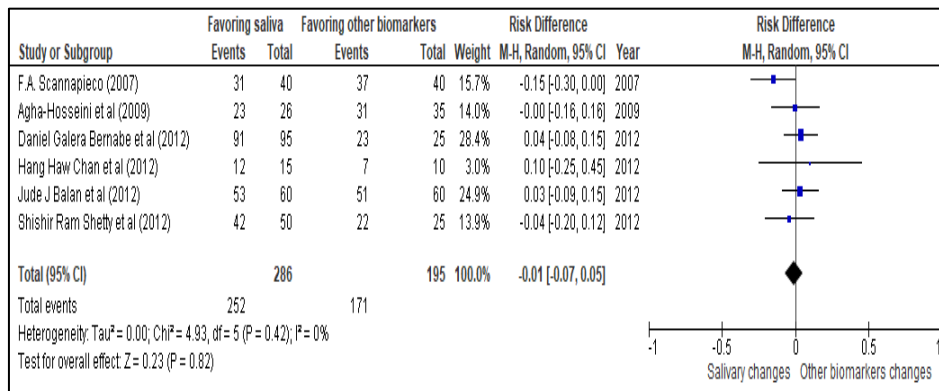 Favoring saliva Favoring other biomarkers Risk Difference Risk Difference
Study or Subgroup Events Total Events Total Weight M-H, Random, 95% CI Year M-H, Random, 95% CI
F.A. Scannapieco (2007) 31 40 37 40 15.7% -0.15 [-0.30, 0.00] 2007
Agha-Hosseini et al (2009) 23 26 31 35 14.0% -0.00 [-0.16, 0.16] 2009
Daniel Galera Bernabe et al (2012) 91 95 23 25 28.4% 0.04 [-0.08, 0.15] 2012
Hang Haw Chan et al (2012) 12 15 7 10 3.0% 0.10 [-0.25, 0.45] 2012
Jude J Balan et al (2012) 53 60 51 60 24.9% 0.03 [-0.09, 0.15] 2012
Shishir Ram Shetty et al (2012) 42 50 22 25 13.9% -0.04 [-0.20, 0.12] 2012
Total (95% CI) 286 195 100.0% -0.01 [-0.07, 0.05]
Total events 252 171
Heterogeneity: Tau² = 0.00; Chi² = 4.93, df = 5 (P = 0.42); I² = 0%
Test for overall effect: Z = 0.23 (P = 0.82)
-1 -0.5 0 0.5 1
Salivary changes Other biomarkers changes